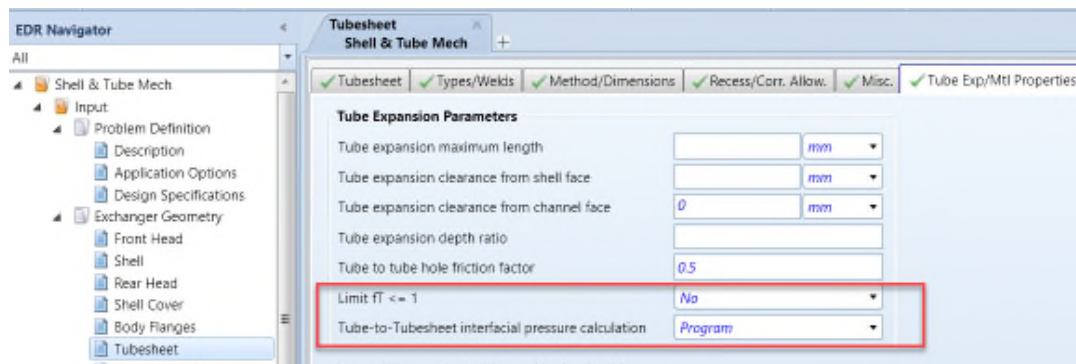 EDR Navigator
All
Shell & Tube Mech
Input
Problem Definition
Description
Application Options
Design Specifications
Exchanger Geometry
Front Head
Shell
Rear Head
Shell Cover
Body Flanges
Tubesheet
Tubesheet
Shell & Tube Mech
Tubesheet Types/Welds Method/Dimensions Recess/Corr. Allow. Misc. Tube Exp/Mtl Properties
Tube Expansion Parameters
Tube expansion maximum length mm
Tube expansion clearance from shell face mm
Tube expansion clearance from channel face 0 mm
Tube expansion depth ratio
Tube to tube hole friction factor 0.5
Limit fT <= 1 No
Tube-to-Tubesheet interfacial pressure calculation Program